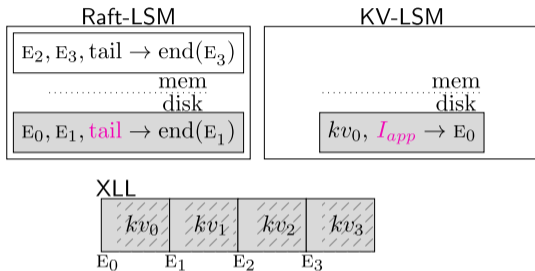 Raft-LSM
E₂, E₃, tail → end(E₃)
mem
disk
E₀, E₁, tail → end(E₁)
KV-LSM
mem
disk
kv₀, I_app → E₀
XLL
kv₀ kv₁ kv₂ kv₃
E₀ E₁ E₂ E₃